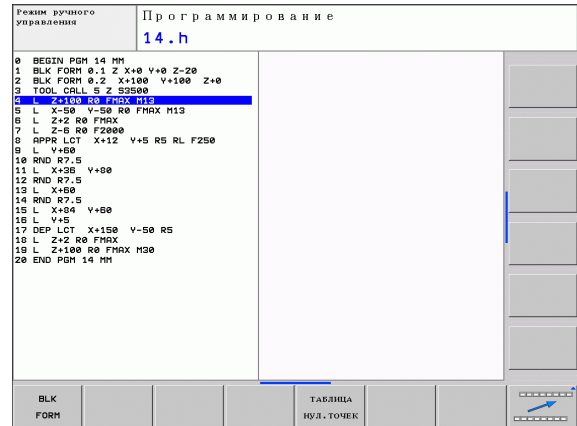 Режим ручного
управления
Программирование
14.h
0 BEGIN PGM 14 MM
1 BLK FORM 0.1 Z X+0 Y+0 Z-20
2 BLK FORM 0.2 X+100 Y+100 Z+0
3 TOOL CALL 5 Z S3500
4 L Z+100 R0 FMAX M13
5 L X-50 Y-50 R0 FMAX M13
6 L Z+2 R0 FMAX
7 L Z-6 R0 F2000
8 APPR LCT X+12 Y+5 R5 RL F250
9 L Y+60
10 RND R7.5
11 L X+36 Y+80
12 RND R7.5
13 L X+60
14 RND R7.5
15 L X+84 Y+60
16 L Y+5
17 DEP LCT X+150 Y-50 R5
18 L Z+2 R0 FMAX
19 L Z+100 R0 FMAX M30
20 END PGM 14 MM
BLK
FORM
ТАБЛИЦА
НУЛ. ТОЧЕК